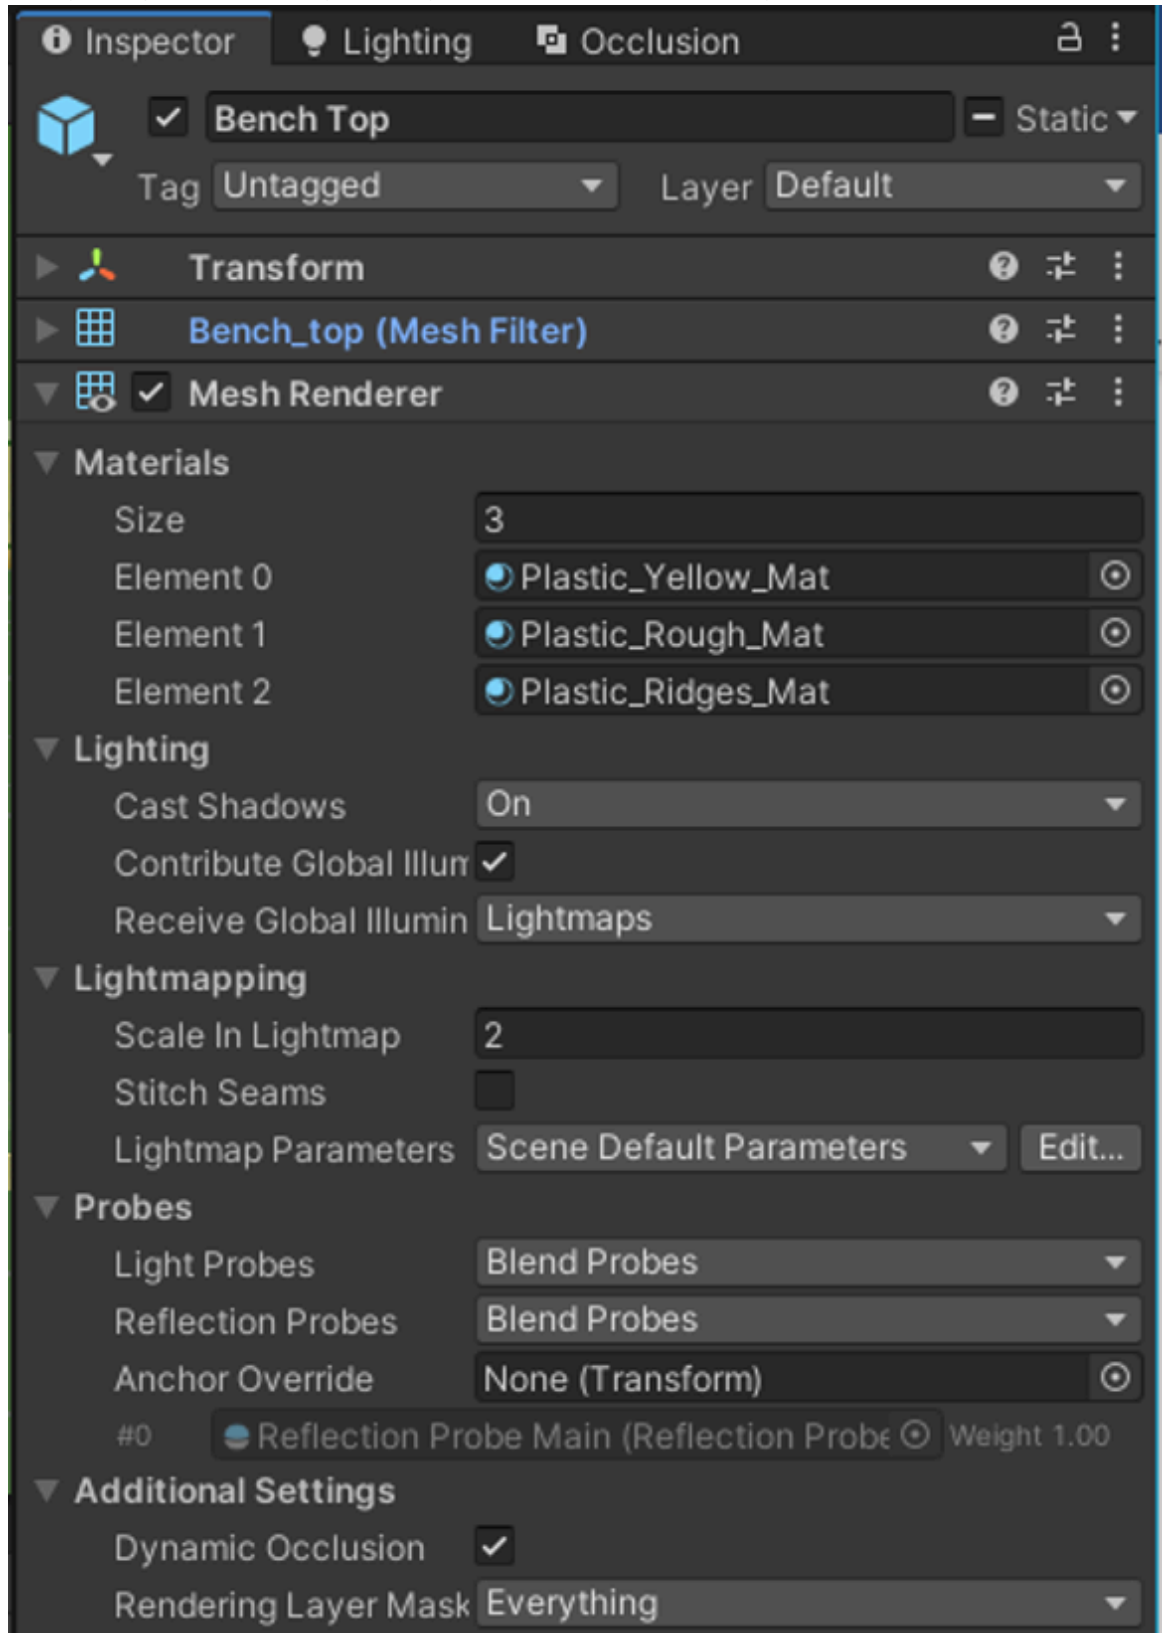 Inspector Lighting Occlusion
Bench Top Static
Tag Untagged Layer Default
Transform
Bench_top (Mesh Filter)
Mesh Renderer
Materials
Size 3
Element 0 Plastic_Yellow_Mat
Element 1 Plastic_Rough_Mat
Element 2 Plastic_Ridges_Mat
Lighting
Cast Shadows On
Contribute Global Illum
Receive Global Illumin Lightmaps
Lightmapping
Scale In Lightmap 2
Stitch Seams
Lightmap Parameters Scene Default Parameters Edit...
Probes
Light Probes Blend Probes
Reflection Probes Blend Probes
Anchor Override None (Transform)
#0 Reflection Probe Main (Reflection Probe Weight 1.00
Additional Settings
Dynamic Occlusion
Rendering Layer Mask Everything